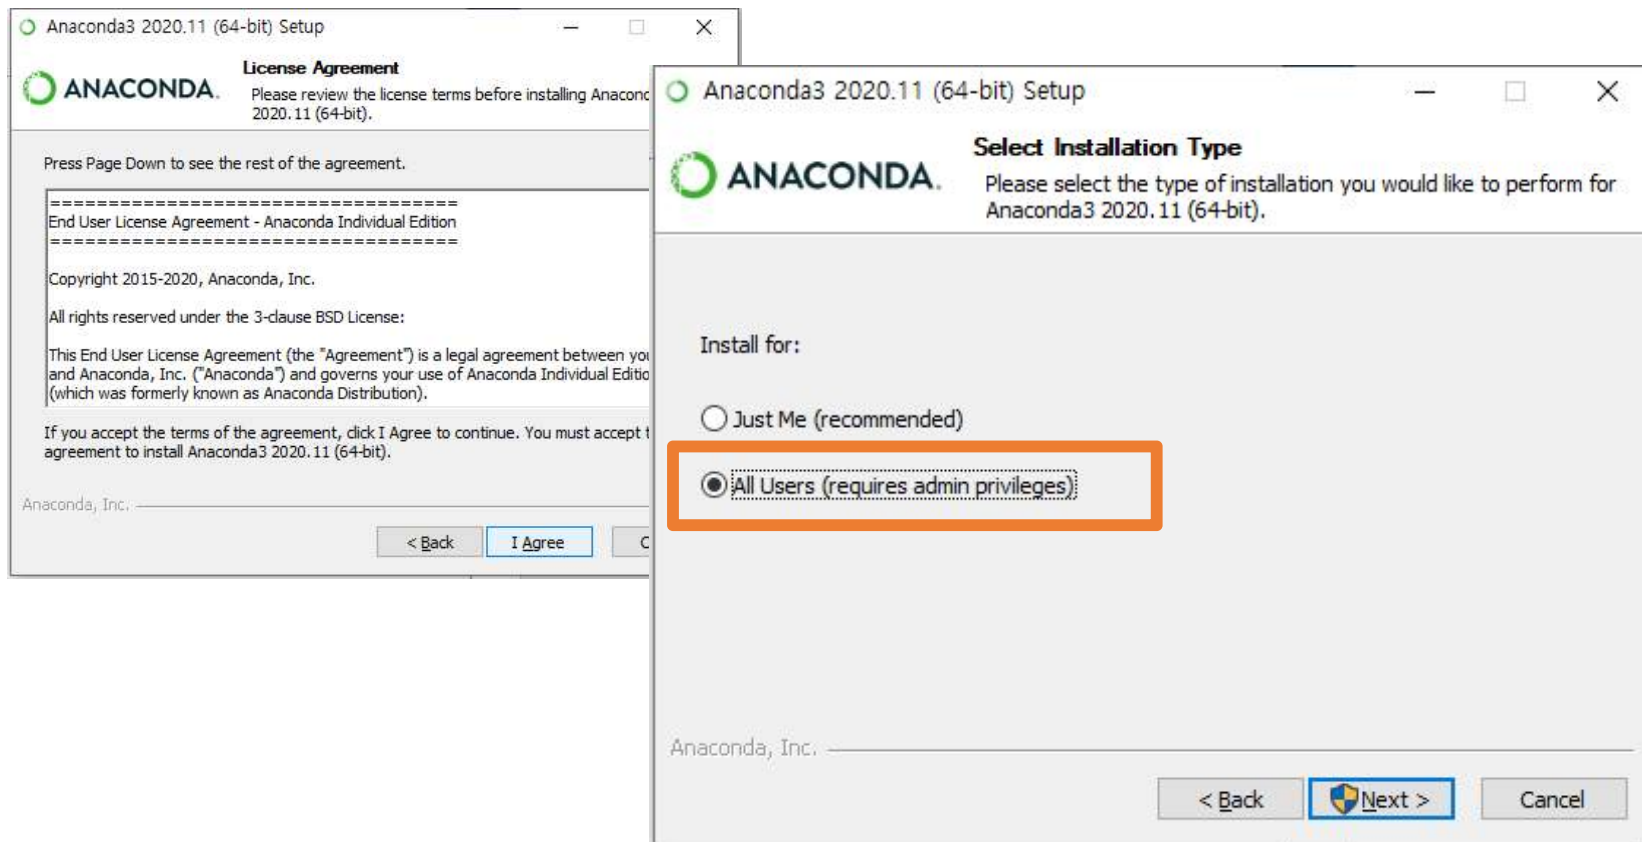 Anaconda3 2020.11 (64-bit) Setup
ANACONDA.
License Agreement
Please review the license terms before installing
2020.11 (64-bit).
Press Page Down to see the rest of the agreement.
===================================
End User License Agreement - Anaconda Individual Edition
===================================
Copyright 2015-2020, Anaconda, Inc.
All rights reserved under the 3-clause BSD License:
This End User License Agreement (the "Agreement") is a legal agreement between
and Anaconda, Inc. ("Anaconda") and governs your use of Anaconda Individual
(which was formerly known as Anaconda Distribution).
If you accept the terms of the agreement, click I Agree to continue. You must accept
agreement to install Anaconda3 2020.11 (64-bit).
Anaconda, Inc.
< Back
I Agree
Anaconda3 2020.11 (64-bit) Setup
ANACONDA.
Select Installation Type
Please select the type of installation you would like to perform for
Anaconda3 2020.11 (64-bit).
Install for:
Just Me (recommended)
All Users (requires admin privileges)
Anaconda, Inc.
< Back
Next >
Cancel